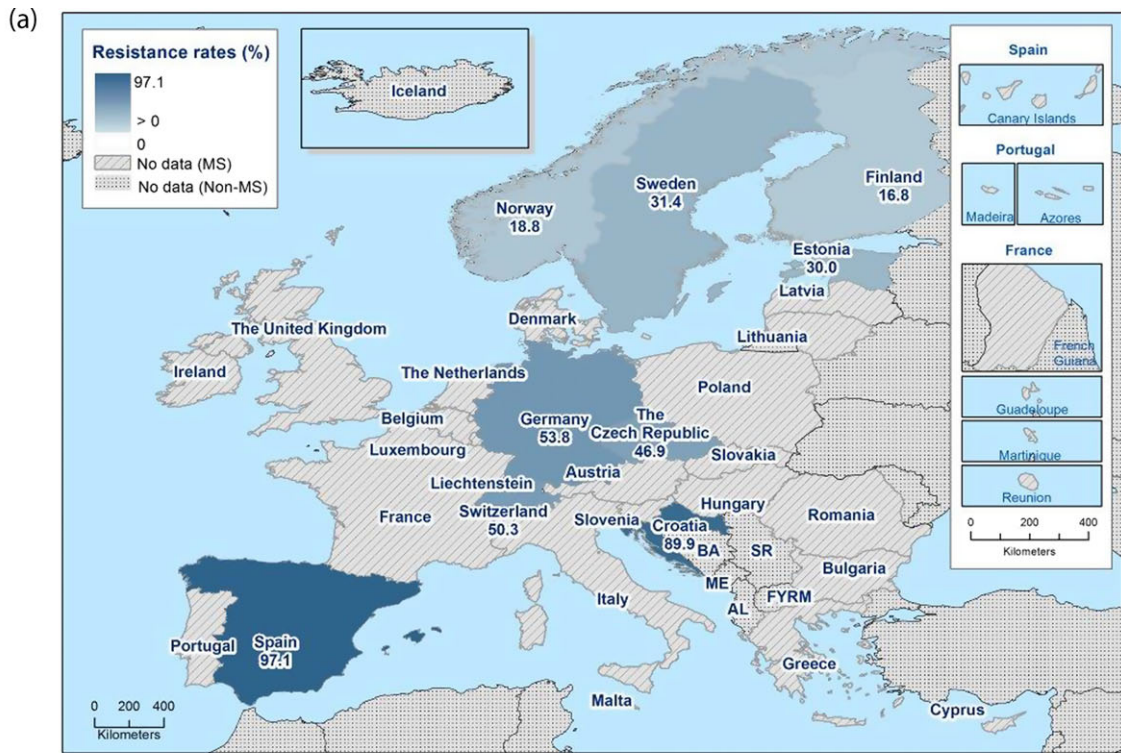 (a)
Resistance rates (%)
97.1
> 0
0
No data (MS)
No data (Non-MS)
Iceland
Spain
Canary Islands
Portugal
Madeira
Azores
France
French
Guiana
Guadeloupe
Martinique
Reunion
0 200 400
Kilometers
Norway
18.8
Sweden
31.4
Finland
16.8
Estonia
30.0
Latvia
Lithuania
Denmark
The United Kingdom
Ireland
The Netherlands
Belgium
Luxembourg
Germany
53.8
Poland
The
Czech Republic
46.9
Slovakia
Austria
Liechtenstein
Switzerland
50.3
France
Hungary
Slovenia
Croatia
89.9
Romania
BA
SR
ME
Bulgaria
FYRM
AL
Italy
Portugal
Spain
97.1
Greece
Malta
Cyprus
0 200 400
Kilometers